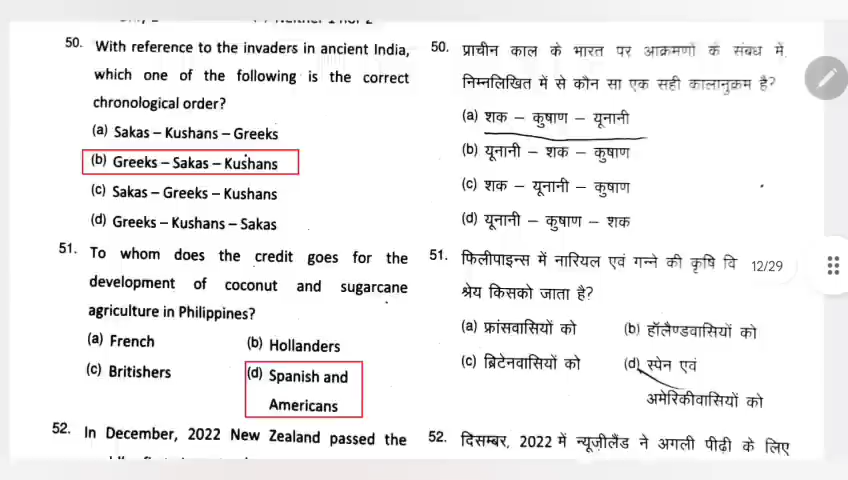 50. With reference to the invaders in ancient India,
which one of the following is the correct
chronological order?
(a) Sakas – Kushans – Greeks
(b) Greeks – Sakas – Kushans
(c) Sakas – Greeks – Kushans
(d) Greeks – Kushans – Sakas
51. To whom does the credit goes for the
development of coconut and sugarcane
agriculture in Philippines?
(a) French
(b) Hollanders
(c) Britishers
(d) Spanish and
Americans
52. In December, 2022 New Zealand passed the
50. प्राचीन काल के भारत पर आक्रमणों के संबंध में
निम्नलिखित में से कौन सा एक सही कालानुक्रम है?
(a) शक – कुषाण – यूनानी
(b) यूनानी – शक – कुषाण
(c) शक – यूनानी – कुषाण
(d) यूनानी – कुषाण – शक
51. फिलीपाइन्स में नारियल एवं गन्ने की कृषि वि
श्रेय किसको जाता है?
(a) फ्रांसवासियों को
(b) हॉलैण्डवासियों को
(c) ब्रिटेनवासियों को
(d) स्पेन एवं
अमेरिकीवासियों को
52. दिसम्बर, 2022 में न्यूज़ीलैंड ने अगली पीढ़ी के लिए
12/29